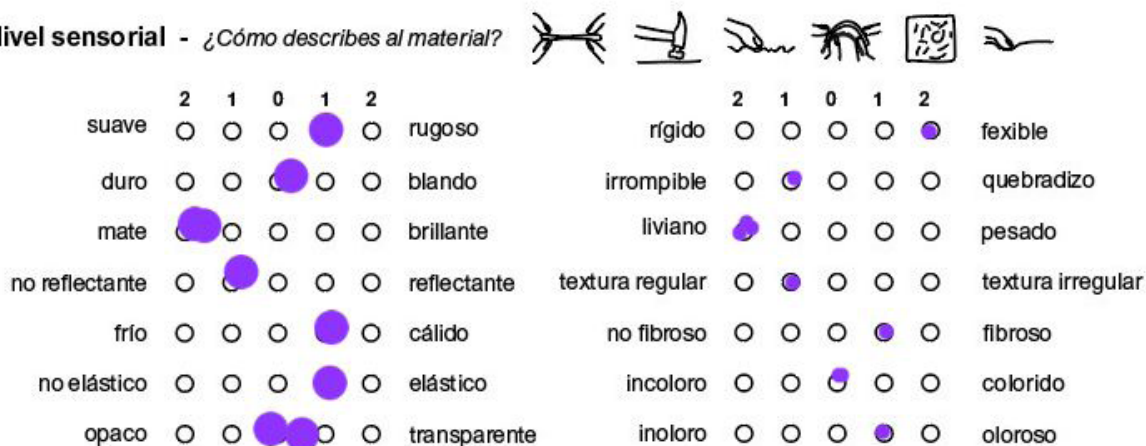 ivel sensorial - ¿Cómo describes al material?
2 1 0 1 2
suave rugoso
duro blando
mate brillante
no reflectante reflectante
frío cálido
no elástico elástico
opaco transparente
2 1 0 1 2
rígido fexible
irrompible quebradizo
liviano pesado
textura regular textura irregular
no fibroso fibroso
incoloro colorido
inoloro oloroso